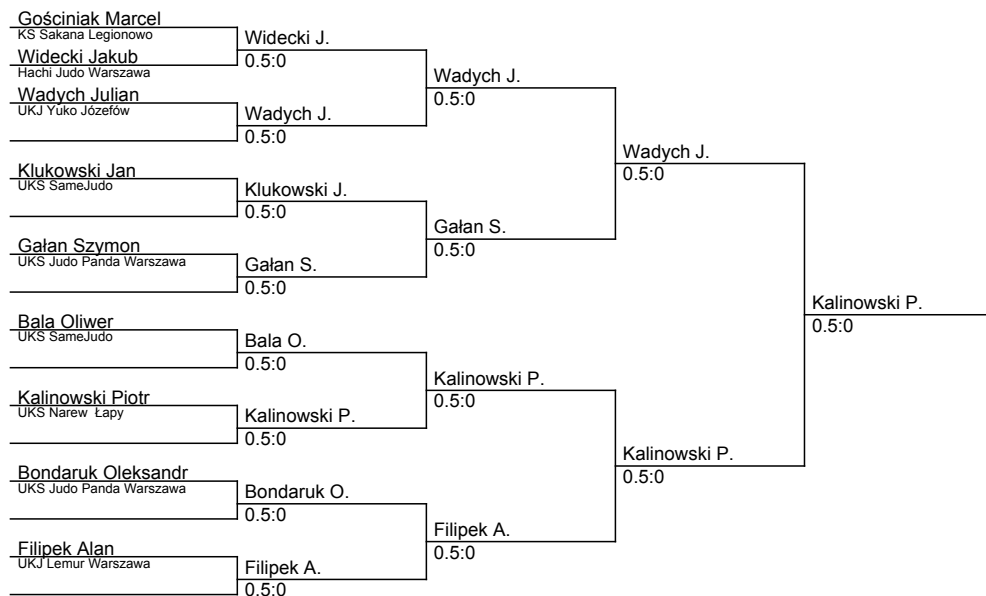 Gościniak Marcel
KS Sakana Legionowo
Widecki Jakub
Hachi Judo Warszawa
Wadych Julian
UKJ Yuko Józefów
Klukowski Jan
UKS SameJudo
Gałan Szymon
UKS Judo Panda Warszawa
Bala Oliwer
UKS SameJudo
Kalinowski Piotr
UKS Narew Łapy
Bondaruk Oleksandr
UKS Judo Panda Warszawa
Filipek Alan
UKJ Lemur Warszawa
Widecki J.
0.5:0
Wadych J.
0.5:0
Klukowski J.
0.5:0
Gałan S.
0.5:0
Bala O.
0.5:0
Kalinowski P.
0.5:0
Bondaruk O.
0.5:0
Filipek A.
0.5:0
Wadych J.
0.5:0
Gałan S.
0.5:0
Kalinowski P.
0.5:0
Filipek A.
0.5:0
Wadych J.
0.5:0
Kalinowski P.
0.5:0
Kalinowski P.
0.5:0